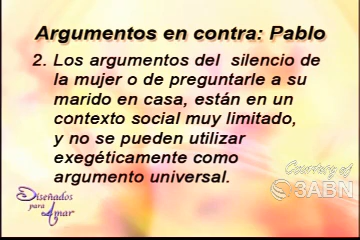 Argumentos en contra: Pablo
2. Los argumentos del silencio de
la mujer o de preguntarle a su
marido en casa, están en un
contexto social muy limitado,
y no se pueden utilizar
exegéticamente como
argumento universal.
Courtesy of
3ABN
Diseñados
para
Amar